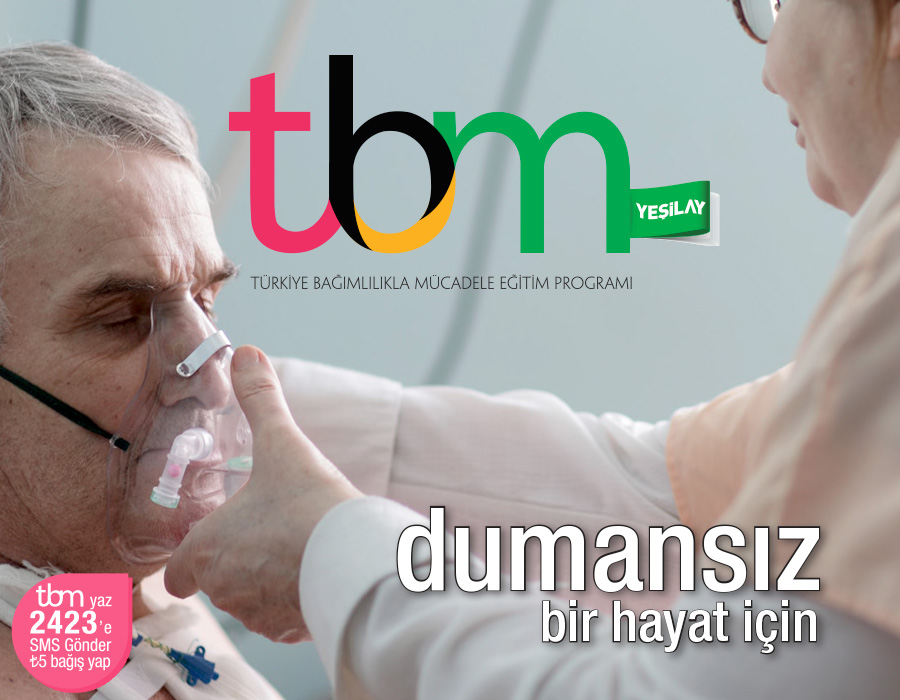 tbm
YEŞİLAY
TÜRKİYE BAĞIMLILIKLA MÜCADELE EĞİTİM PROGRAMI
dumansız
bir hayat için
tbm yaz
2423'e
SMS Gönder
₺5 bağış yap